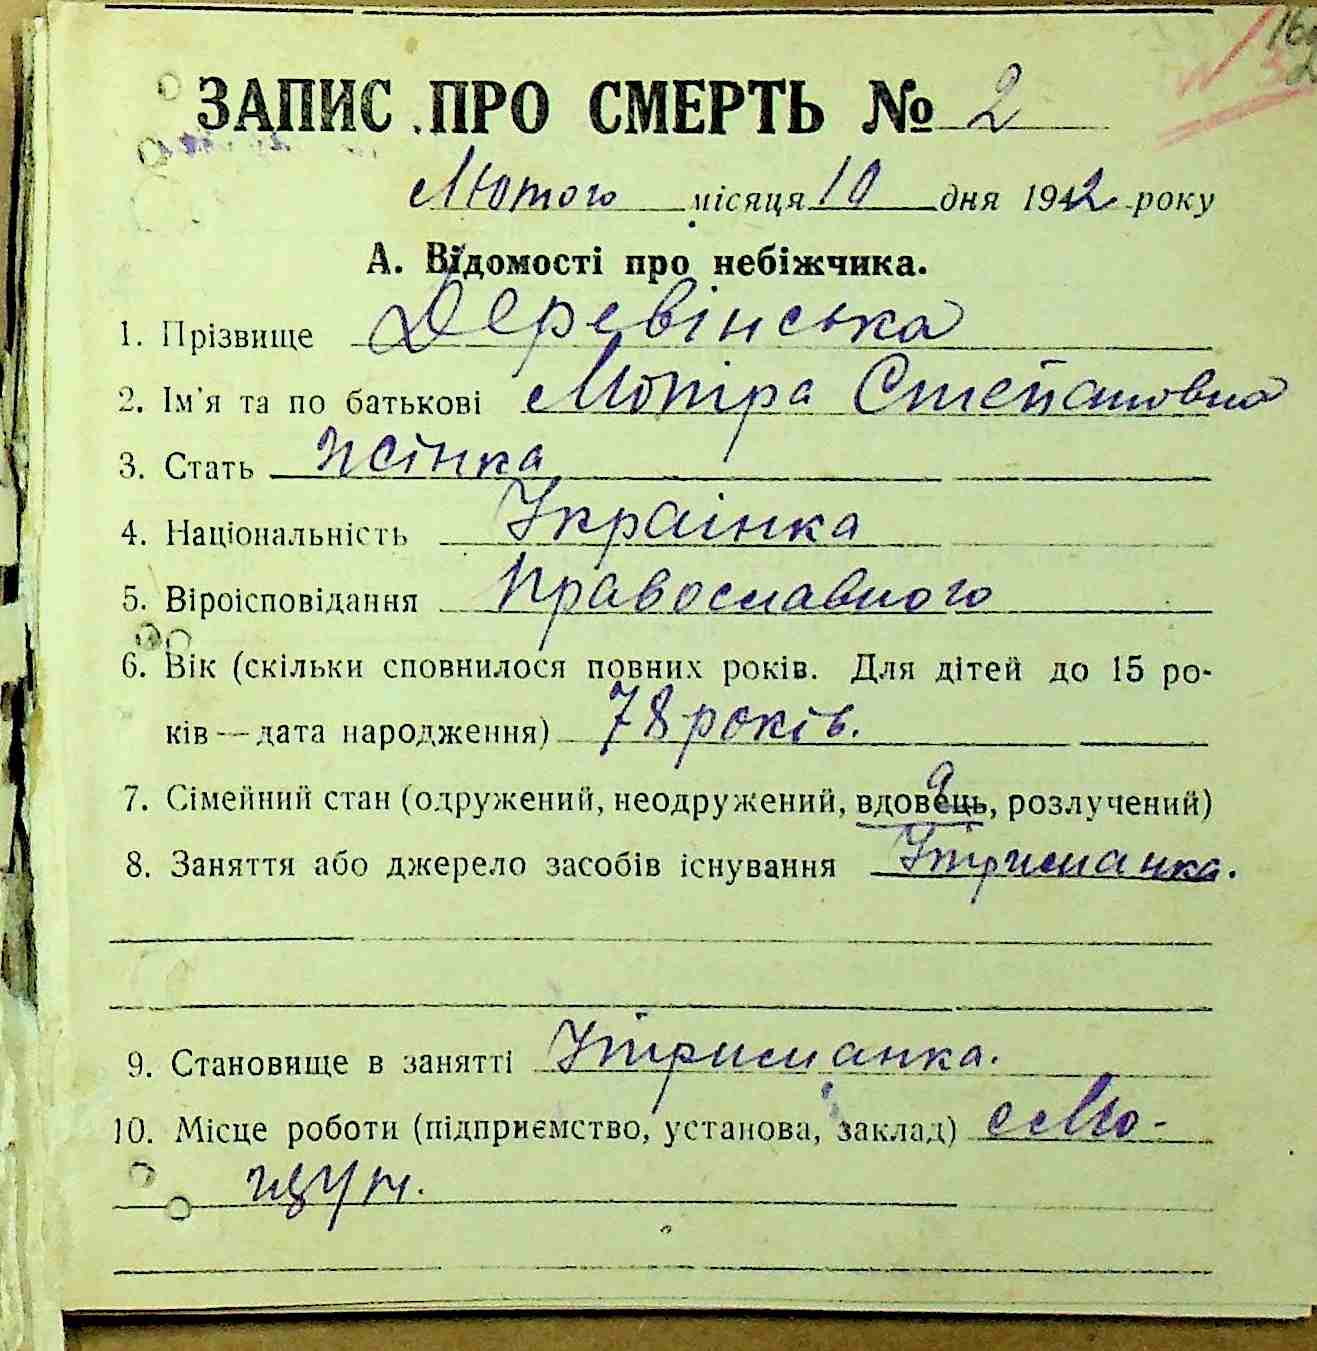 ЗАПИС ПРО СМЕРТЬ № 2
Лютого місяця 10 дня 1942 року
А. Відомості про небіжчика.
1. Прізвище Деревінська
2. Ім'я та по батькові Мотіра Степановна
3. Стать жінка
4. Національність Українка
5. Віроісповідання православного
6. Вік (скільки сповнилося повних років. Для дітей до 15 ро-
ків — дата народження) 78 років.
7. Сімейний стан (одружений, неодружений, вдовець, розлучений)
8. Заняття або джерело засобів існування Утриманка.
9. Становище в занятті Утриманка.
10. Місце роботи (підприємство, установа, заклад)